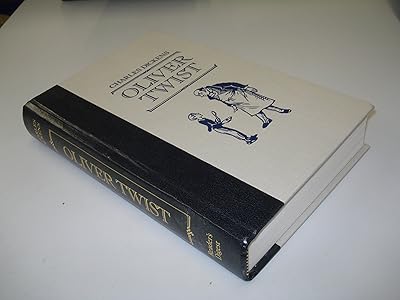 CHARLES DICKENS
OLIVER
TWIST
OLIVER TWIST
Reader's
Digest